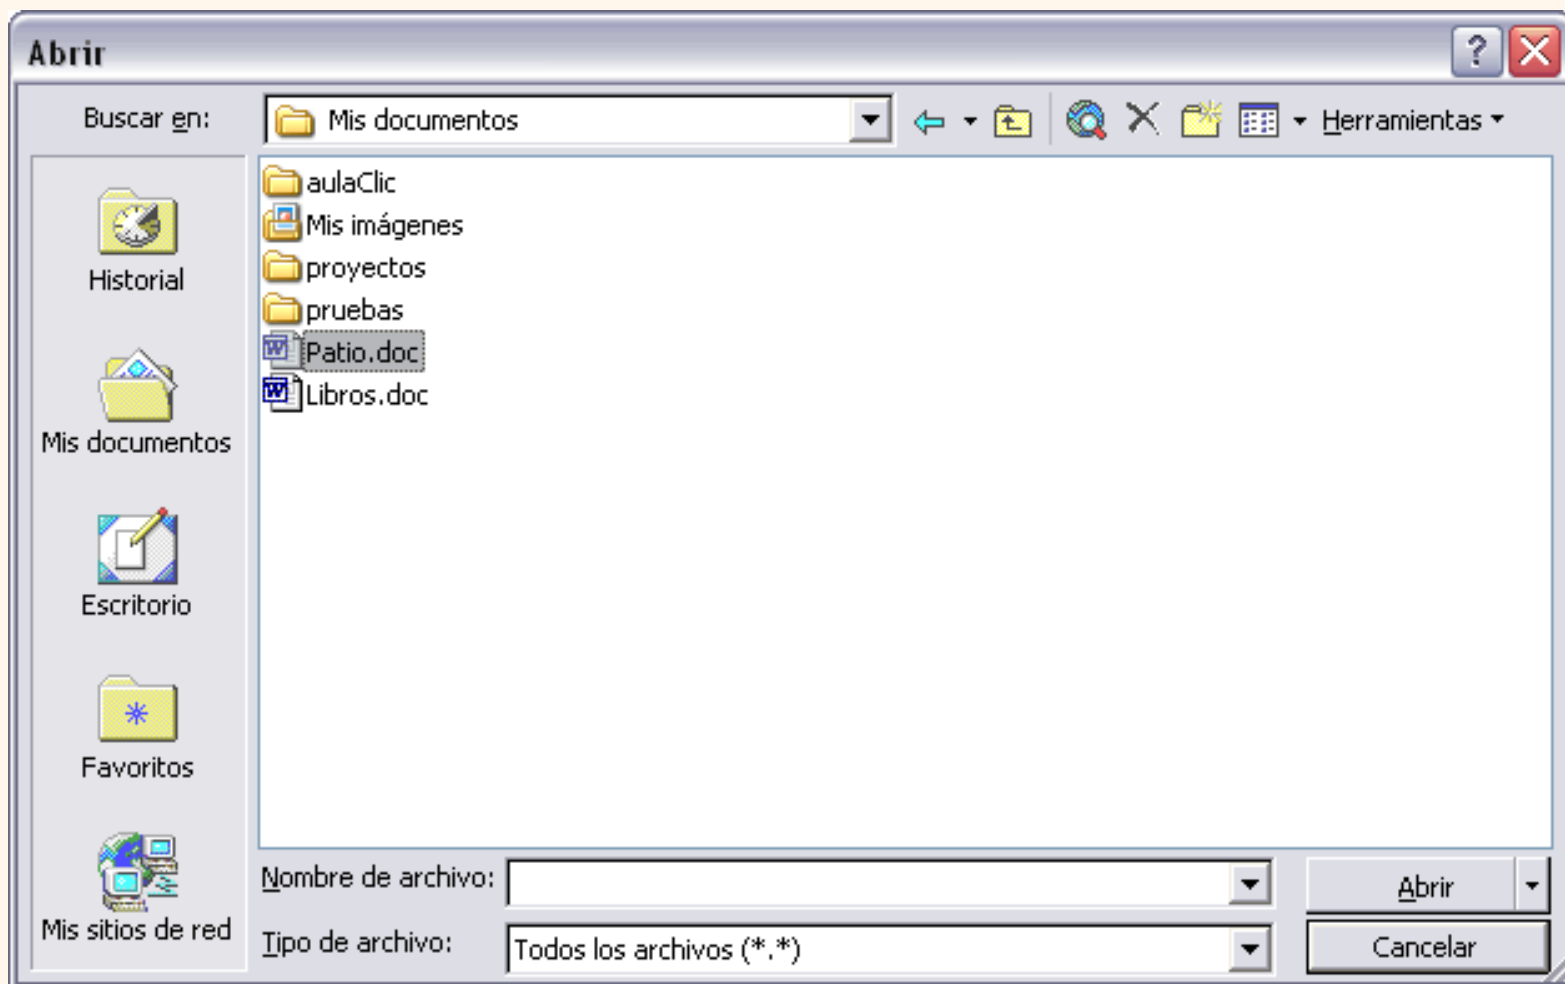 Abrir
Buscar en:
Mis documentos
Herramientas
Historial
Mis documentos
Escritorio
Favoritos
Mis sitios de red
aulaClic
Mis imágenes
proyectos
pruebas
Patio.doc
Libros.doc
Nombre de archivo:
Abrir
Tipo de archivo:
Todos los archivos (*.*)
Cancelar